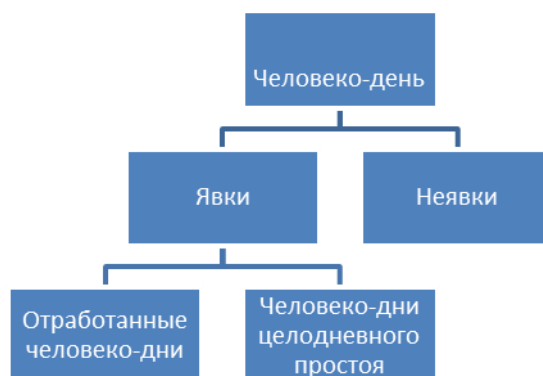 Человеко-день
Явки
Неявки
Отработанные
человеко-дни
Человеко-дни
целодневного
простоя